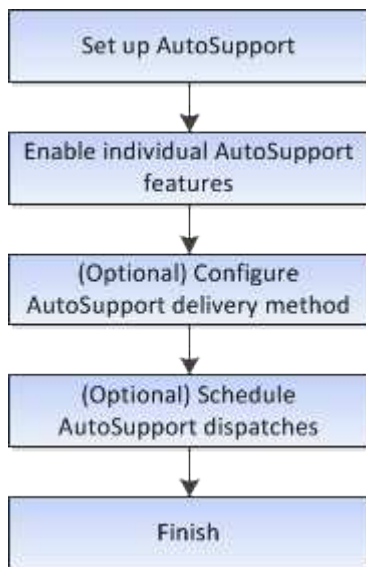 Set up AutoSupport
Enable individual AutoSupport
features
(Optional) Configure
AutoSupport delivery method
(Optional) Schedule
AutoSupport dispatches
Finish